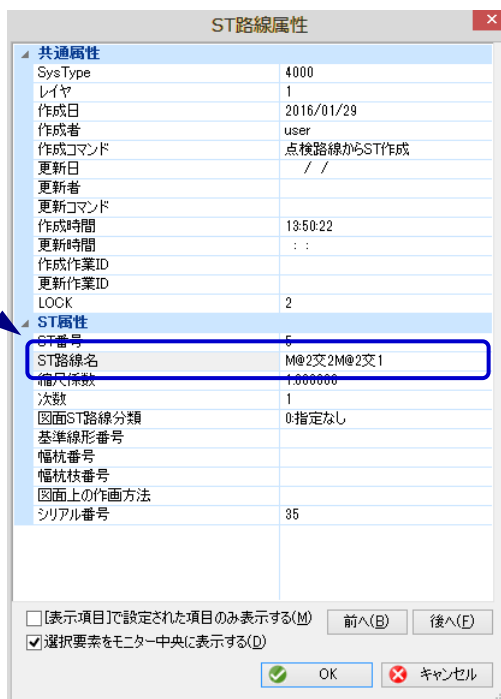 ST路線属性
共通属性
SysType 4000
レイヤ 1
作成日 2016/01/29
作成者 user
作成コマンド 点検路線からST作成
更新日 / /
更新者
更新コマンド
作成時間 13:50:22
更新時間 : :
作成作業ID
更新作業ID
LOCK 2
ST属性
ST番号 5
ST路線名 M@2交2M@2交1
縮尺係数 1.000000
次数 1
図面ST路線分類 0:指定なし
基準線形番号
幅杭番号
幅杭枝番号
図面上の作画方法
シリアル番号 35
[表示項目]で設定された項目のみ表示する(M) 前へ(B) 後へ(F)
選択要素をモニター中央に表示する(D)
OK キャンセル